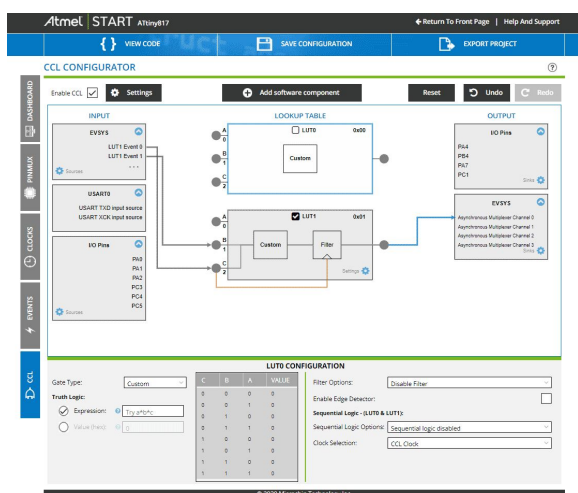 Atmel START ATtiny817
Return To Front Page | Help And Support
{ } VIEW CODE
SAVE CONFIGURATION
EXPORT PROJECT
CCL CONFIGURATOR
?
DASHBOARD
PINMUX
CLOCKS
EVENTS
CCL
Enable CCL
Settings
Add software component
Reset
Undo
Redo
INPUT
LOOKUP TABLE
OUTPUT
EVSYS
LUT1 Event 0
LUT1 Event 1
...
Sources
USART0
USART TXD input source
USART XCK input source
I/O Pins
PA0
PA1
PA2
PC3
PC4
PC5
Sources
A
0
B
1
C
2
LUT0 0x00
Custom
A
0
B
1
C
2
LUT1 0x01
Custom
Filter
Settings
I/O Pins
PA4
PB4
PA7
PC1
Sinks
EVSYS
Asynchronous Multiplexer Channel 0
Asynchronous Multiplexer Channel 1
Asynchronous Multiplexer Channel 2
Asynchronous Multiplexer Channel 3
Sinks
LUT0 CONFIGURATION
Gate Type: Custom
Truth Logic:
Expression: Try a*b*c
Value (hex): 0
C B A VALUE
0 0 0 0
0 0 1 0
0 1 0 0
0 1 1 0
1 0 0 0
1 0 1 0
1 1 0 0
1 1 1 0
Filter Options: Disable Filter
Enable Edge Detector:
Sequential Logic - (LUT0 & LUT1):
Sequential Logic Options: Sequential logic disabled
Clock Selection: CCL Clock
© 2020 Microchip Technology Inc.